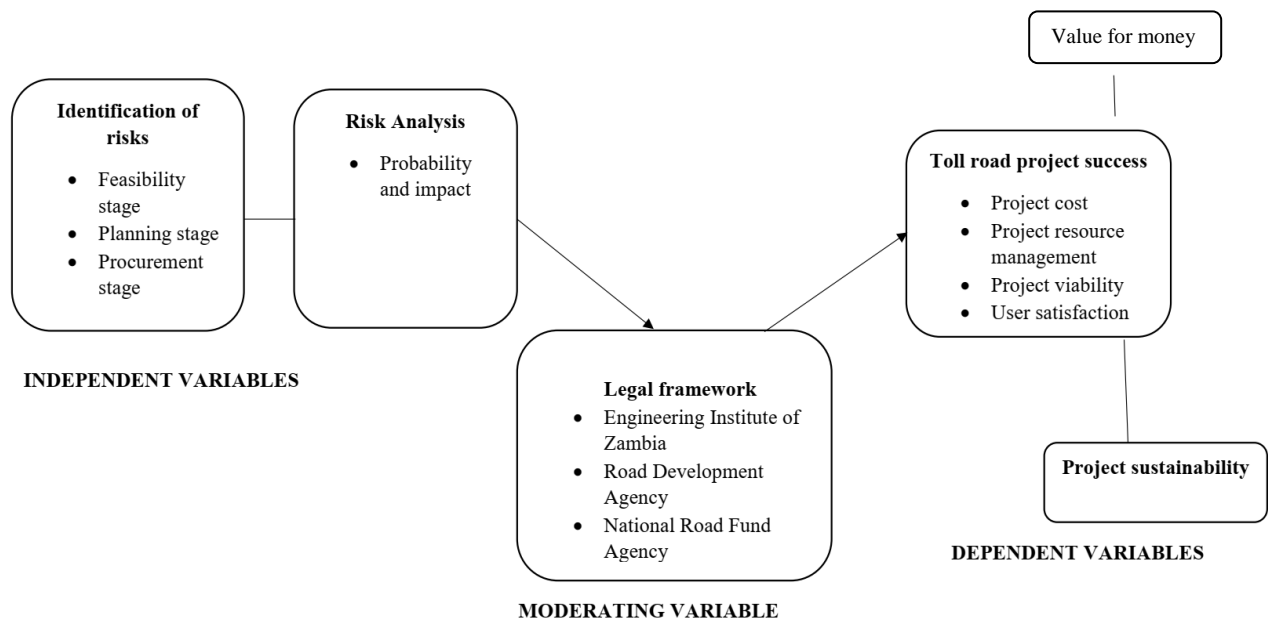 Value for money
Identification of
risks
• Feasibility
stage
• Planning stage
• Procurement
stage
Risk Analysis
• Probability
and impact
Toll road project success
• Project cost
• Project resource
management
• Project viability
• User satisfaction
INDEPENDENT VARIABLES
Legal framework
• Engineering Institute of
Zambia
• Road Development
Agency
• National Road Fund
Agency
Project sustainability
DEPENDENT VARIABLES
MODERATING VARIABLE